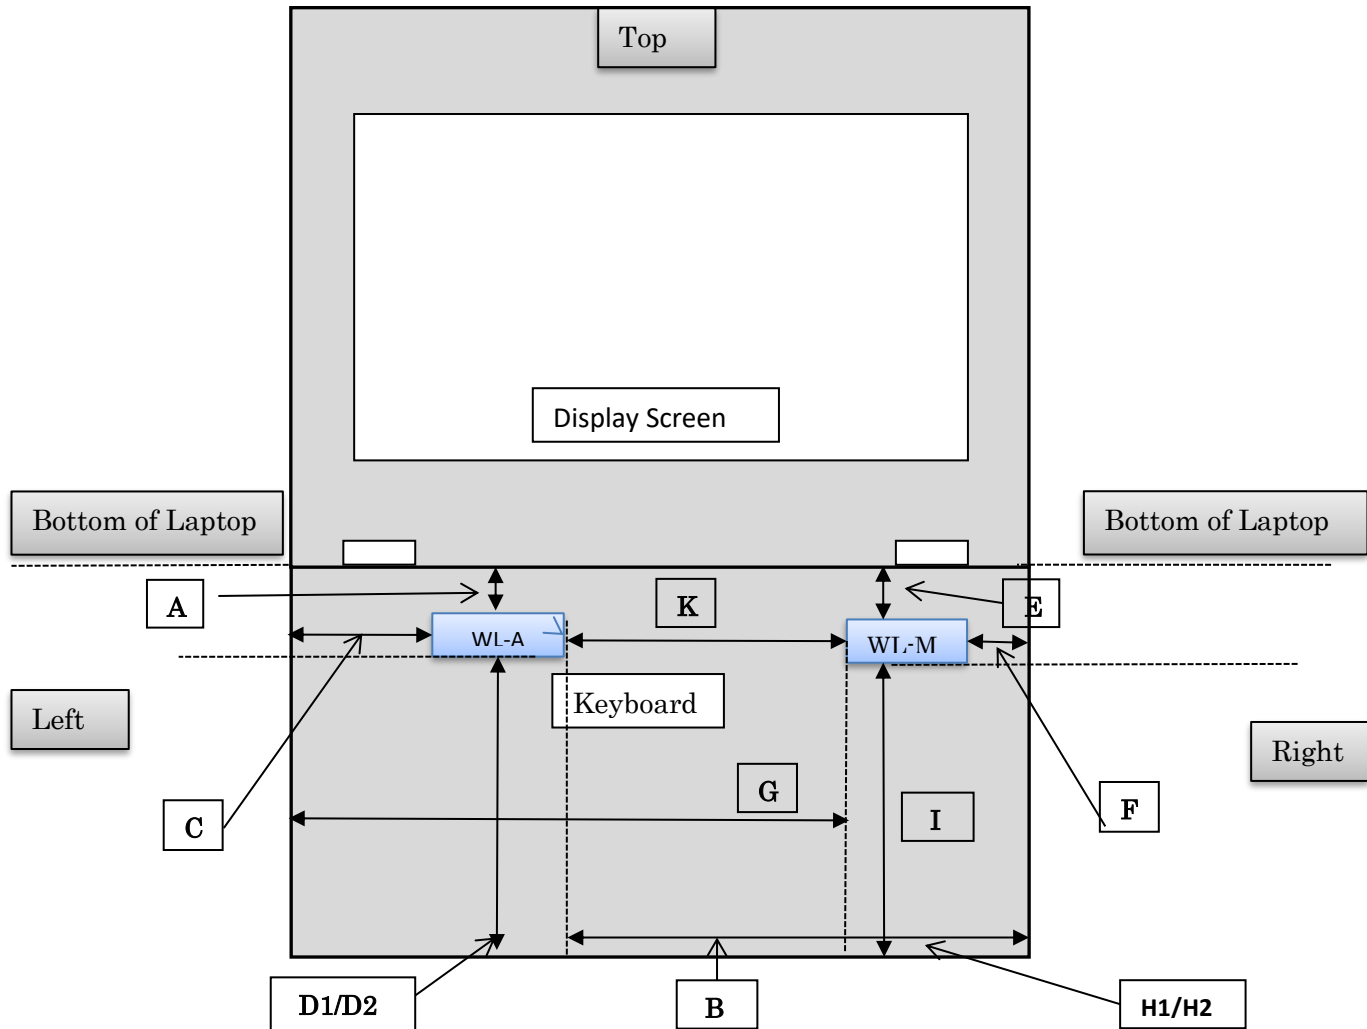 Top
Display Screen
Bottom of Laptop
Bottom of Laptop
A
K
E
WL-A
WL-M
Keyboard
Left
Right
G
C
I
F
D1/D2
B
H1/H2